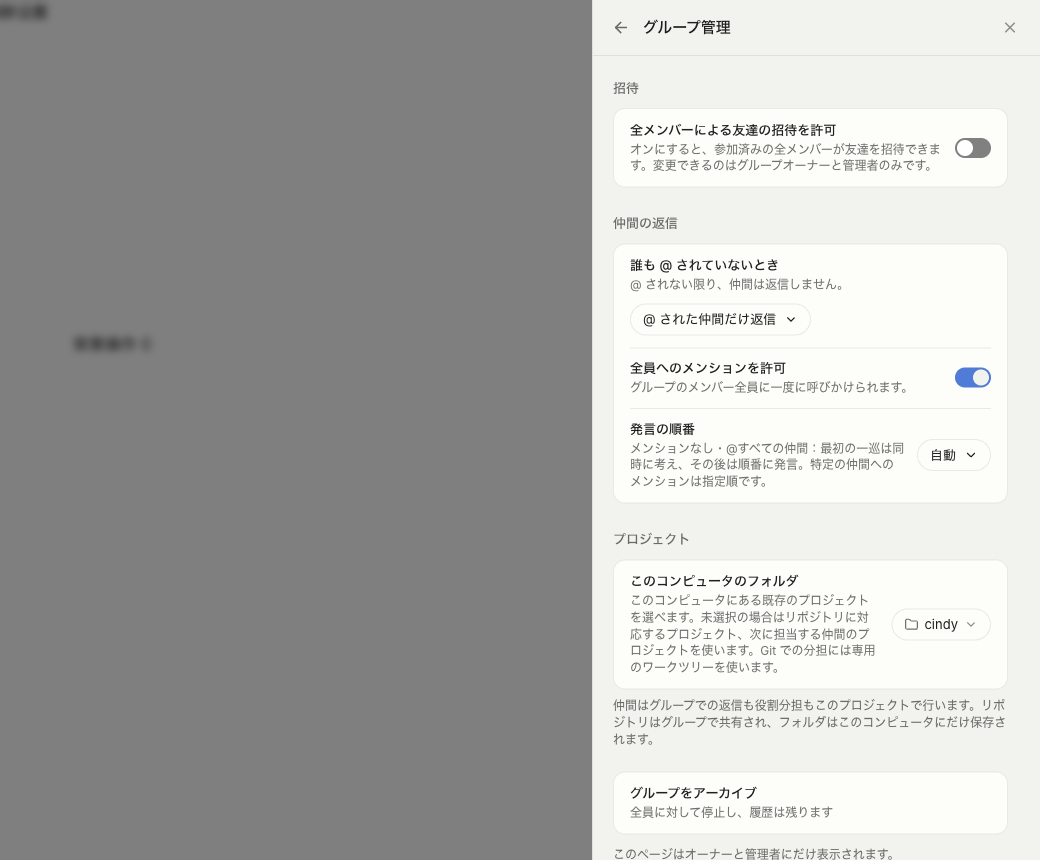 グループ管理
招待
全メンバーによる友達の招待を許可
オンにすると、参加済みの全メンバーが友達を招待できま
す。変更できるのはグループオーナーと管理者のみです。
仲間の返信
誰も @ されていないとき
@ されない限り、仲間は返信しません。
@ された仲間だけ返信
全員へのメンションを許可
グループのメンバー全員に一度に呼びかけられます。
発言の順番
メンションなし・@すべての仲間：最初の一巡は同
時に考え、その後は順番に発言。特定の仲間への
メンションは指定順です。
自動
プロジェクト
このコンピュータのフォルダ
このコンピュータにある既存のプロジェクト
を選べます。未選択の場合はリポジトリに対
応するプロジェクト、次に担当する仲間のプ
ロジェクトを使います。Git での分担には専用
のワークツリーを使います。
cindy
仲間はグループでの返信も役割分担もこのプロジェクトで行います。リポ
ジトリはグループで共有され、フォルダはこのコンピュータにだけ保存さ
れます。
グループをアーカイブ
全員に対して停止し、履歴は残ります
このページはオーナーと管理者にだけ表示されます。